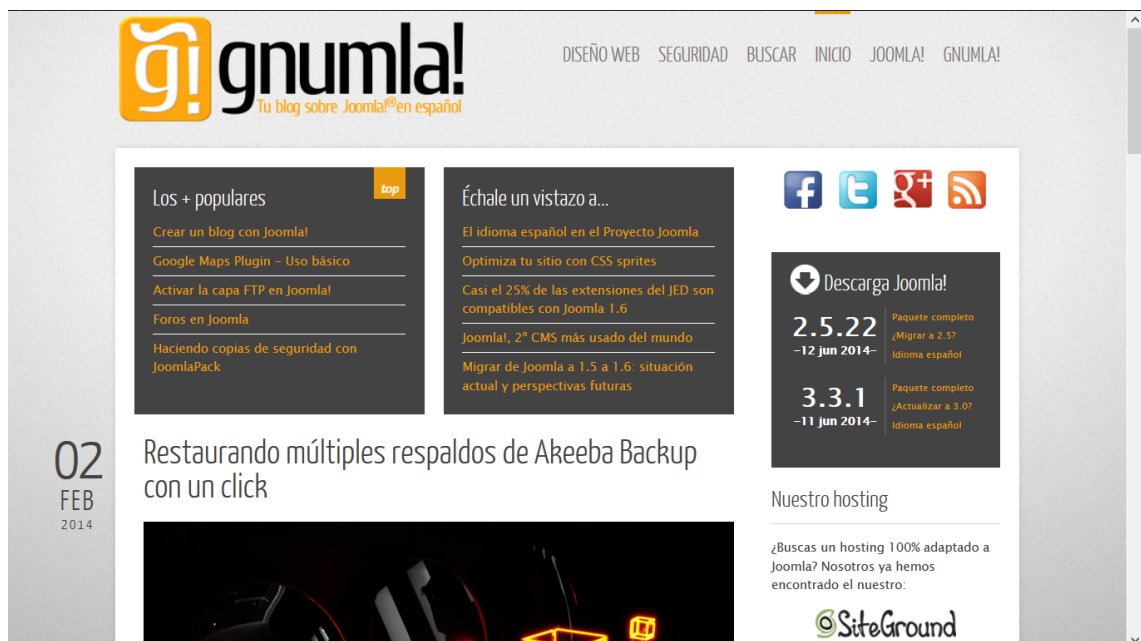 gnumla!
Tu blog sobre Joomla!® en español
DISEÑO WEB SEGURIDAD BUSCAR INICIO JOOMLA! GNUMLA!
Los + populares
top
Crear un blog con Joomla!
Google Maps Plugin – Uso básico
Activar la capa FTP en Joomla!
Foros en Joomla
Haciendo copias de seguridad con
JoomlaPack
Échale un vistazo a...
El idioma español en el Proyecto Joomla
Optimiza tu sitio con CSS sprites
Casi el 25% de las extensiones del JED son
compatibles con Joomla 1.6
Joomla!, 2º CMS más usado del mundo
Migrar de Joomla a 1.5 a 1.6: situación
actual y perspectivas futuras
Descarga Joomla!
2.5.22
–12 jun 2014–
Paquete completo
¿Migrar a 2.5?
Idioma español
3.3.1
–11 jun 2014–
Paquete completo
¿Actualizar a 3.0?
Idioma español
02
FEB
2014
Restaurando múltiples respaldos de Akeeba Backup
con un click
Nuestro hosting
¿Buscas un hosting 100% adaptado a
Joomla? Nosotros ya hemos
encontrado el nuestro:
SiteGround